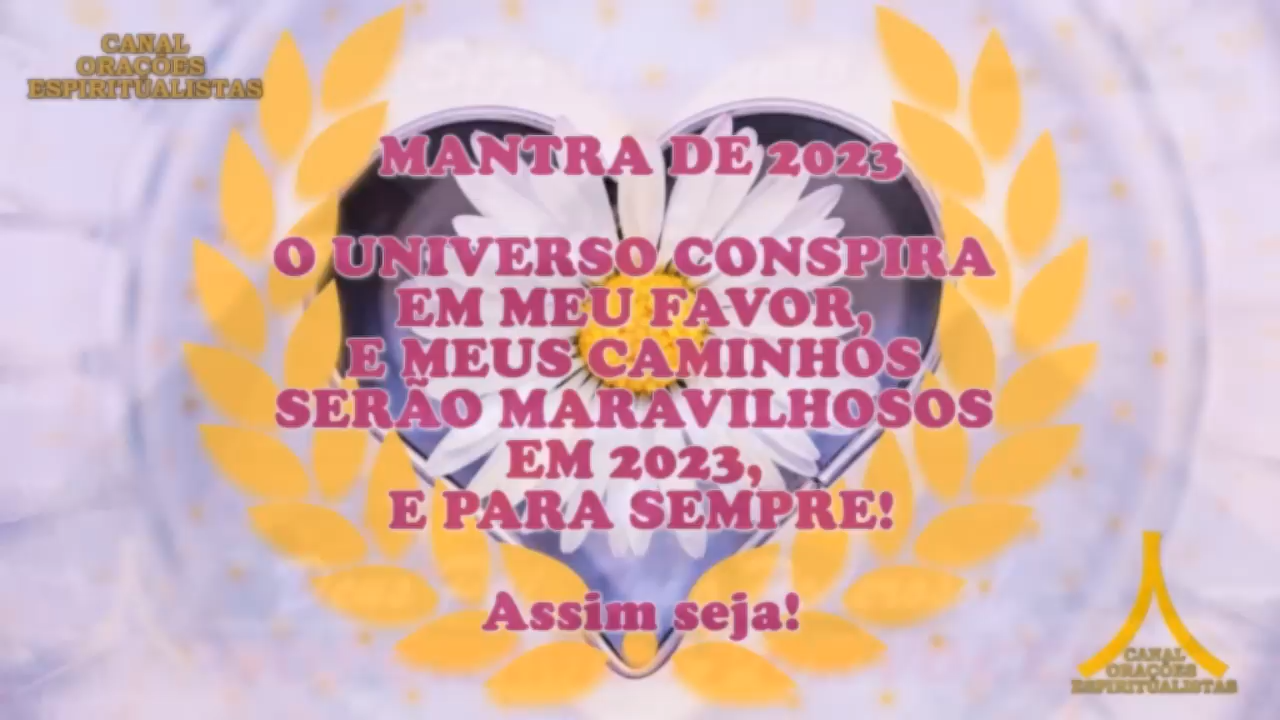 CANAL
ORAÇÕES
ESPIRITUALISTAS
MANTRA DE 2023
O UNIVERSO CONSPIRA
EM MEU FAVOR,
E MEUS CAMINHOS
SERÃO MARAVILHOSOS
EM 2023,
E PARA SEMPRE!
Assim seja!
CANAL
ORAÇÕES
ESPIRITUALISTAS